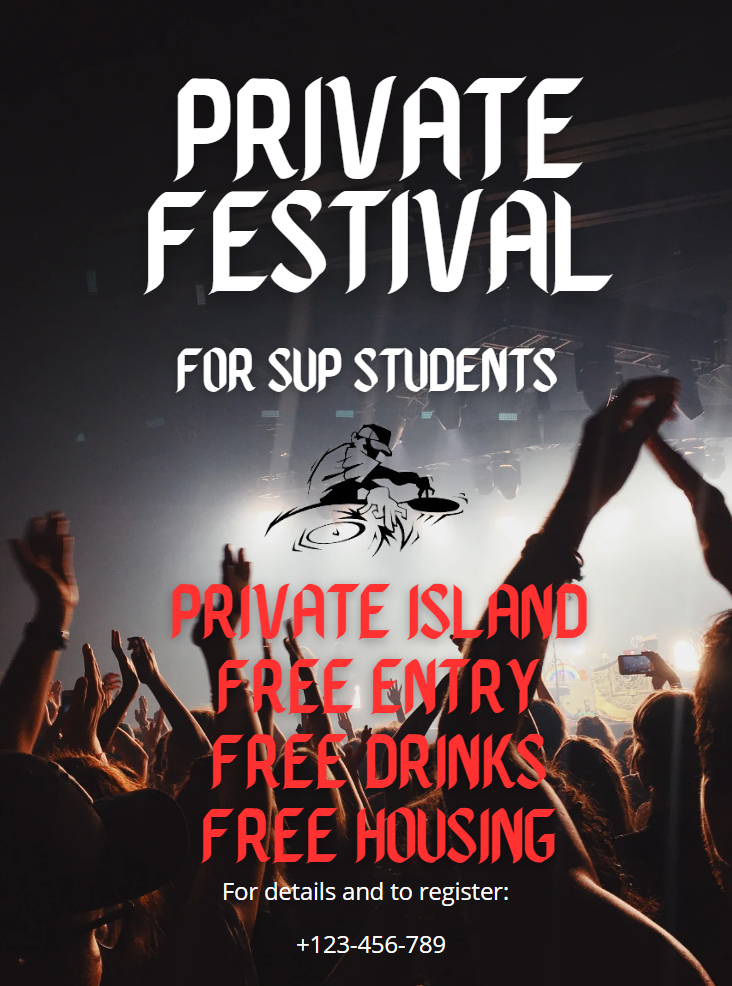 PRIVATE
FESTIVAL
FOR SUP STUDENTS
PRIVATE ISLAND
FREE ENTRY
FREE DRINKS
FREE HOUSING
For details and to register:
+123-456-789